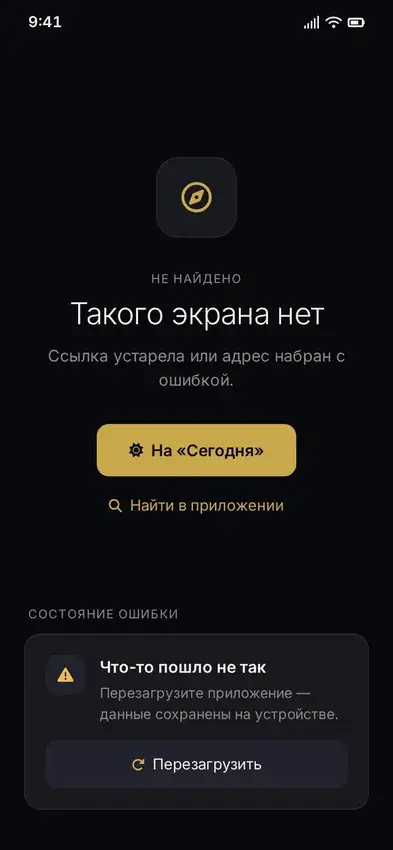 9:41
НЕ НАЙДЕНО
Такого экрана нет
Ссылка устарела или адрес набран с
ошибкой.
На «Сегодня»
Найти в приложении
СОСТОЯНИЕ ОШИБКИ
Что-то пошло не так
Перезагрузите приложение —
данные сохранены на устройстве.
Перезагрузить